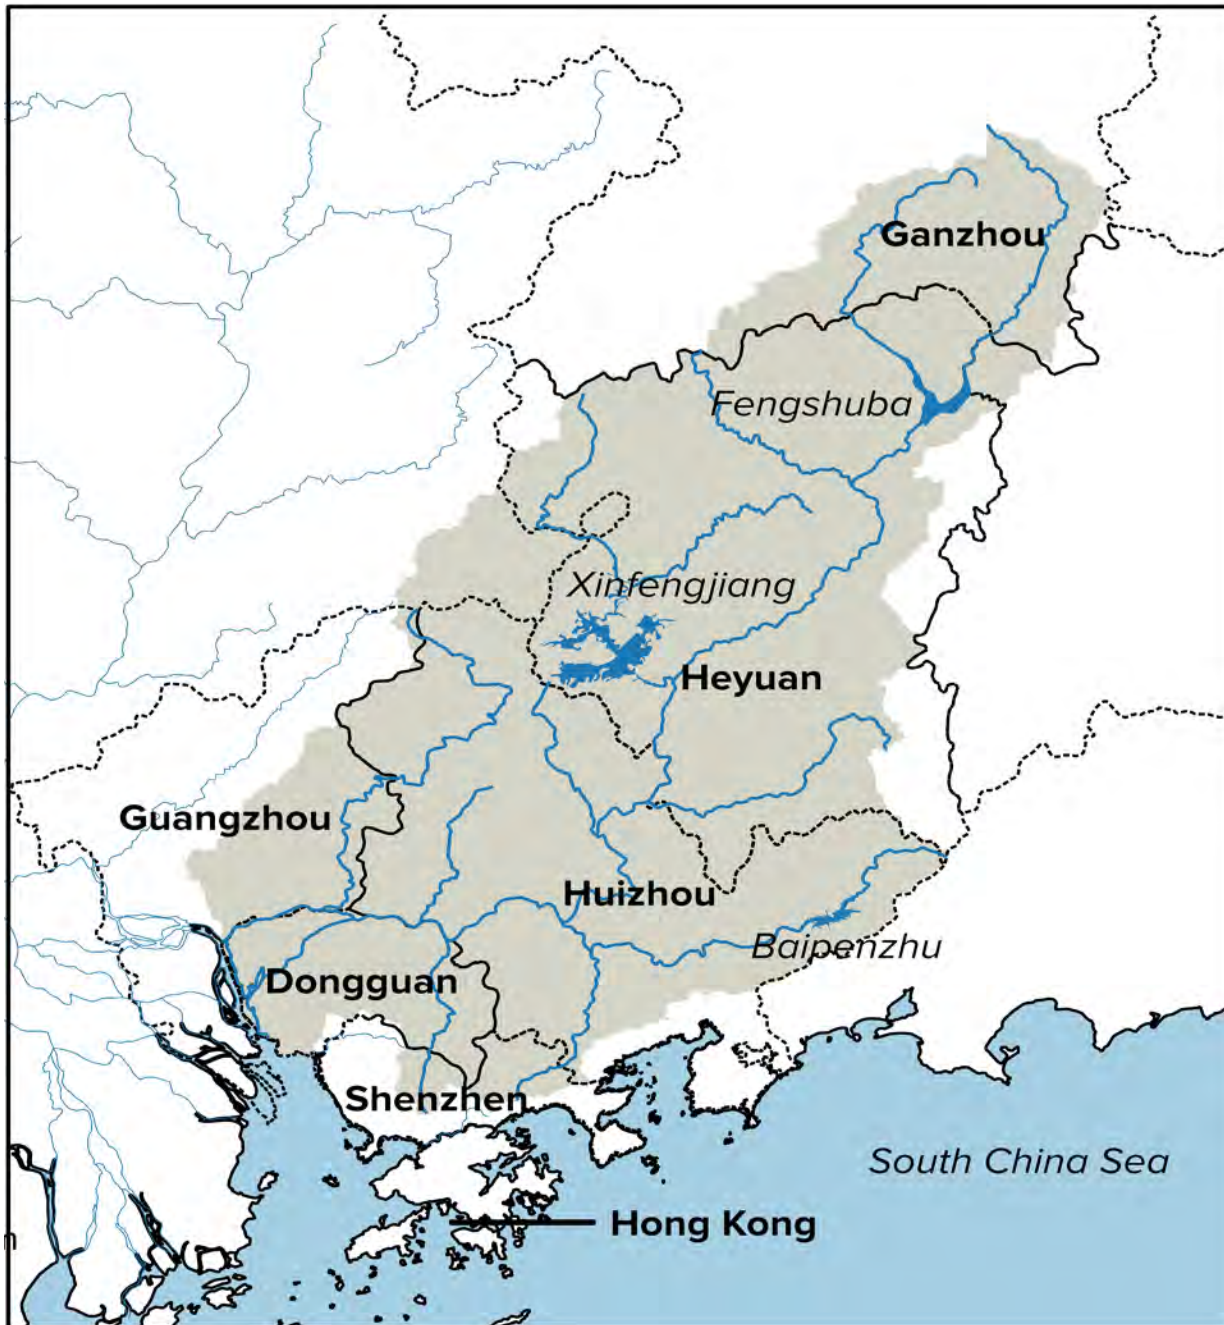 Ganzhou
Fengshuba
Xinfengjiang
Heyuan
Guangzhou
Huizhou
Baipenzhu
Dongguan
Shenzhen
South China Sea
Hong Kong
n